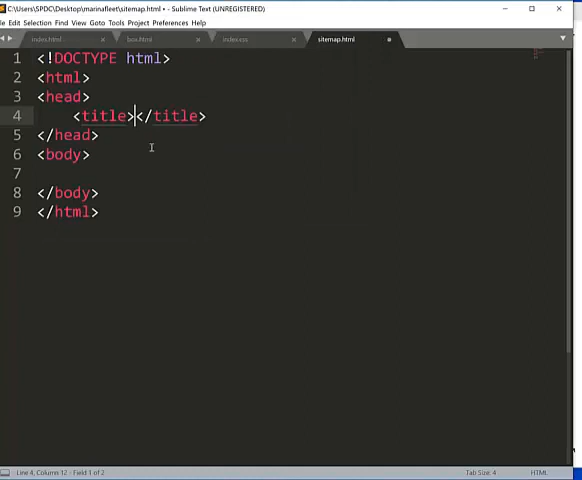 C:\Users\SPDC\Desktop\marinafleet\sitemap.html • - Sublime Text (UNREGISTERED)
le Edit Selection Find View Goto Tools Project Preferences Help
index.html box.html index.css sitemap.html
1 <!DOCTYPE html>
2 <html>
3 <head>
4 <title></title>
5 </head>
6 <body>
7
8 </body>
9 </html>
Line 4, Column 12 - Field 1 of 2 Tab Size: 4 HTML